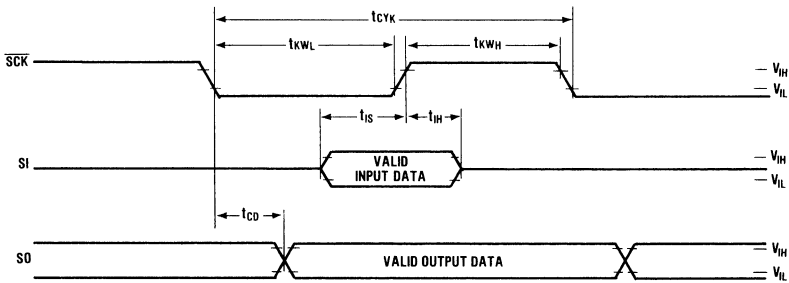 tCYK
tKWL
tKWH
SCK
VIH
VIL
tIS
tIH
SI
VALID
INPUT DATA
VIH
VIL
tCD
SO
VALID OUTPUT DATA
VIH
VIL